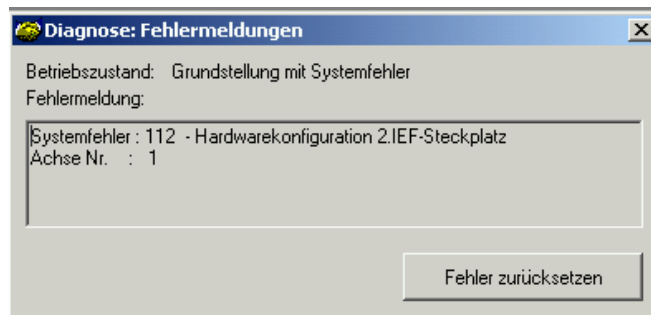 Diagnose: Fehlermeldungen
Betriebszustand: Grundstellung mit Systemfehler
Fehlermeldung:
Systemfehler : 112 - Hardwarekonfiguration 2.IEF-Steckplatz
Achse Nr. : 1
Fehler zurücksetzen